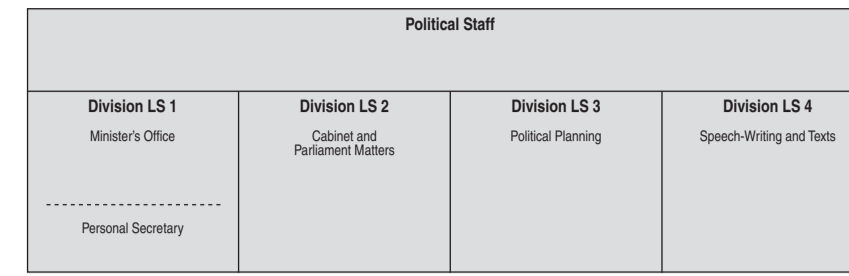 Political Staff
Division LS 1
Minister's Office
Personal Secretary
Division LS 2
Cabinet and
Parliament Matters
Division LS 3
Political Planning
Division LS 4
Speech-Writing and Texts